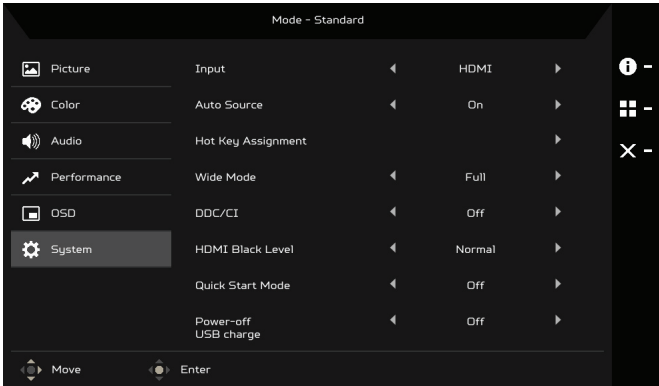 Mode - Standard
Picture
Input HDMI
Color
Auto Source On
Audio
Hot Key Assignment
Performance
Wide Mode Full
OSD
DDC/CI Off
System
HDMI Black Level Normal
Quick Start Mode Off
Power-off
USB charge Off
Move Enter